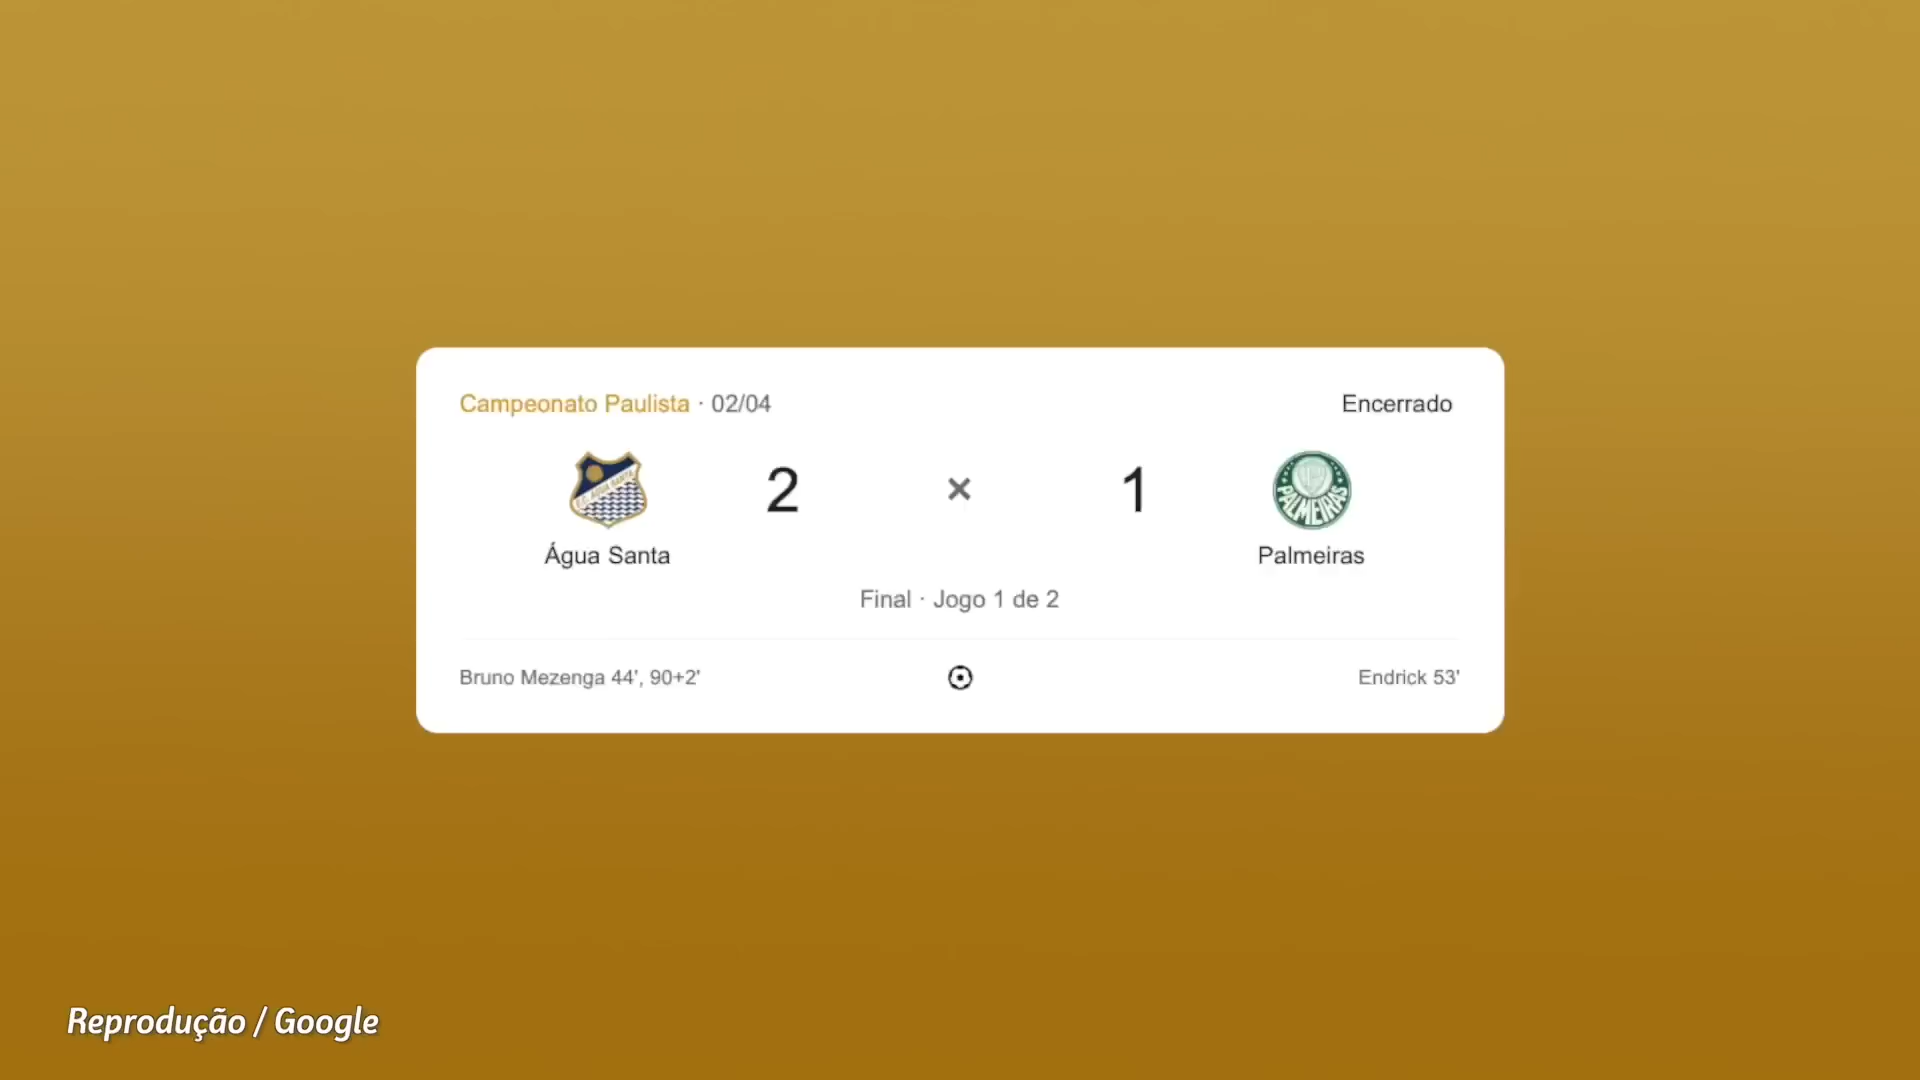 Campeonato Paulista · 02/04
Encerrado
2 × 1
Água Santa
Palmeiras
Final · Jogo 1 de 2
Bruno Mezenga 44', 90+2'
Endrick 53'
Reprodução / Google